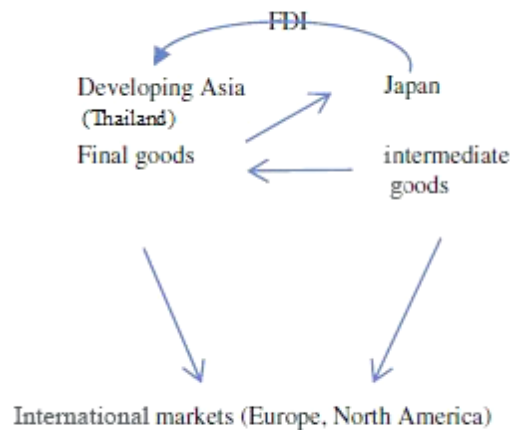 FDI
Developing Asia
(Thailand)
Final goods
Japan
intermediate
goods
International markets (Europe, North America)